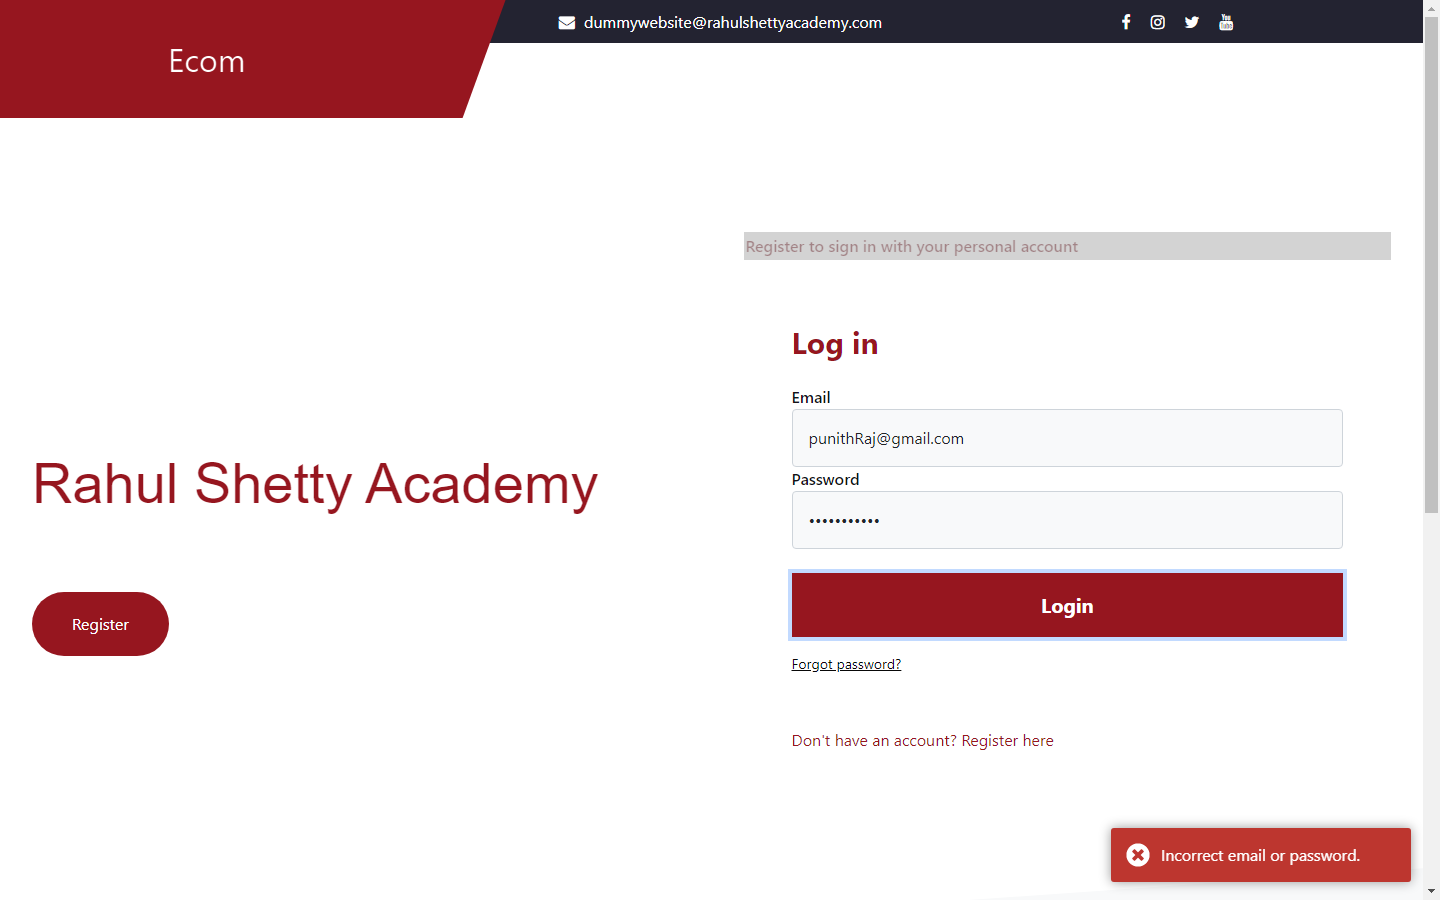 Ecom
dummywebsite@rahulshettyacademy.com
Register to sign in with your personal account
Log in
Email
punithRaj@gmail.com
Password
•••••••••••
Login
Forgot password?
Don't have an account? Register here
Rahul Shetty Academy
Register
Incorrect email or password.